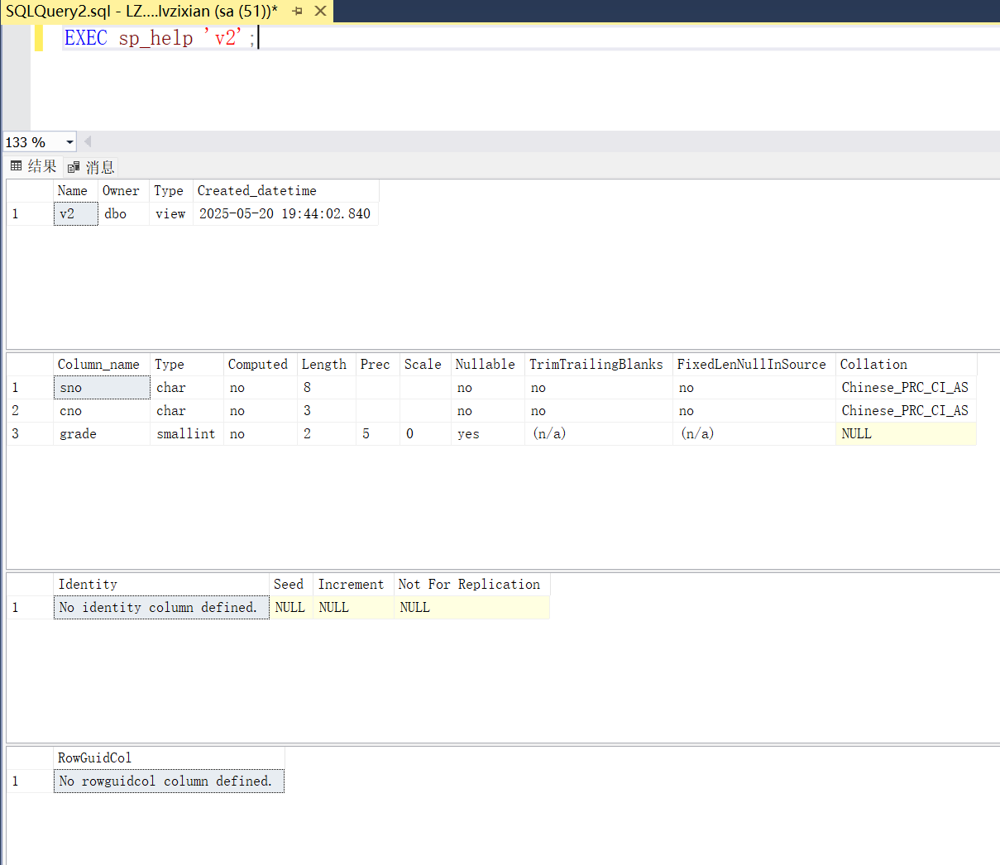 SQLQuery2.sql - LZ....lvzixian (sa (51))*
EXEC sp_help 'v2';
133 %
结果 消息
Name Owner Type Created_datetime
1 v2 dbo view 2025-05-20 19:44:02.840
Column_name Type Computed Length Prec Scale Nullable TrimTrailingBlanks FixedLenNullInSource Collation
1 sno char no 8 no no no Chinese_PRC_CI_AS
2 cno char no 3 no no no Chinese_PRC_CI_AS
3 grade smallint no 2 5 0 yes (n/a) (n/a) NULL
Identity Seed Increment Not For Replication
1 No identity column defined. NULL NULL NULL
RowGuidCol
1 No rowguidcol column defined.